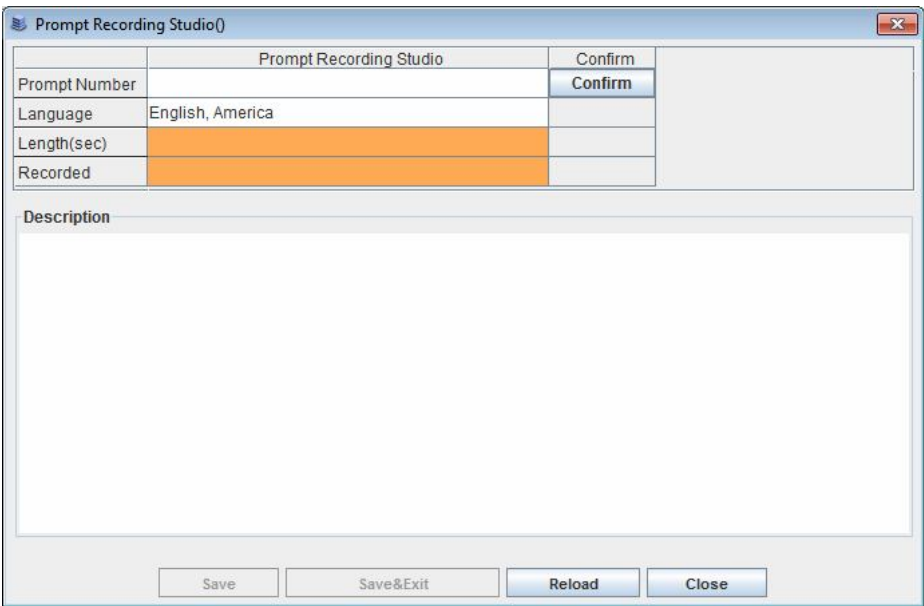 Prompt Recording Studio()
Prompt Recording Studio Confirm
Prompt Number Confirm
Language English, America
Length(sec)
Recorded
Description
Save Save&Exit Reload Close